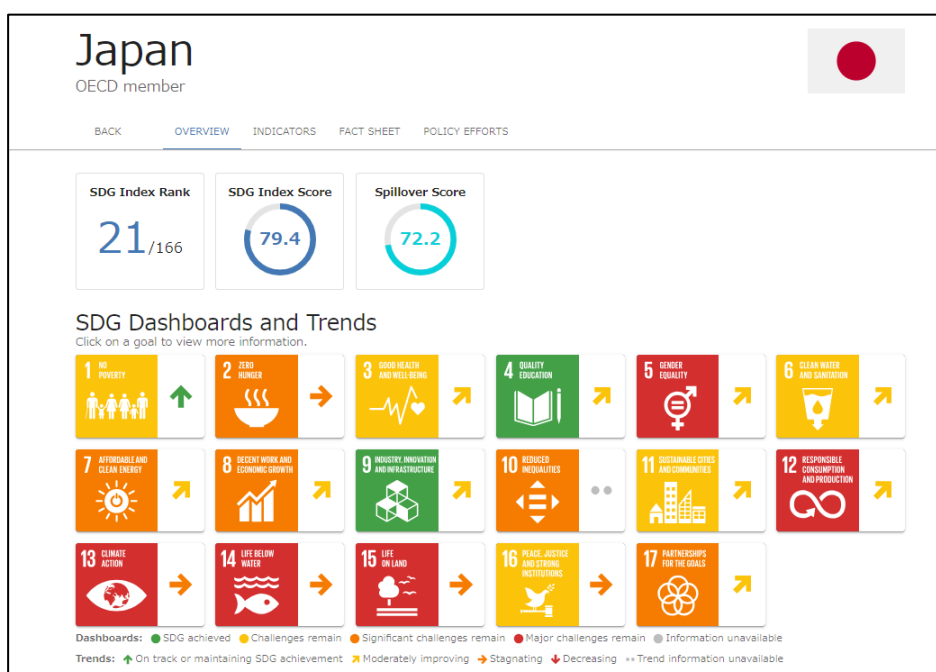 Japan
OECD member
BACK OVERVIEW INDICATORS FACT SHEET POLICY EFFORTS
SDG Index Rank
21/166
SDG Index Score
79.4
Spillover Score
72.2
SDG Dashboards and Trends
Click on a goal to view more information.
1 NO
POVERTY
2 ZERO
HUNGER
3 GOOD HEALTH
AND WELL-BEING
4 QUALITY
EDUCATION
5 GENDER
EQUALITY
6 CLEAN WATER
AND SANITATION
7 AFFORDABLE AND
CLEAN ENERGY
8 DECENT WORK AND
ECONOMIC GROWTH
9 INDUSTRY, INNOVATION
AND INFRASTRUCTURE
10 REDUCED
INEQUALITIES
11 SUSTAINABLE CITIES
AND COMMUNITIES
12 RESPONSIBLE
CONSUMPTION
AND PRODUCTION
13 CLIMATE
ACTION
14 LIFE BELOW
WATER
15 LIFE
ON LAND
16 PEACE, JUSTICE
AND STRONG
INSTITUTIONS
17 PARTNERSHIPS
FOR THE GOALS
Dashboards: SDG achieved Challenges remain Significant challenges remain Major challenges remain Information unavailable
Trends: On track or maintaining SDG achievement Moderately improving Stagnating Decreasing Trend information unavailable